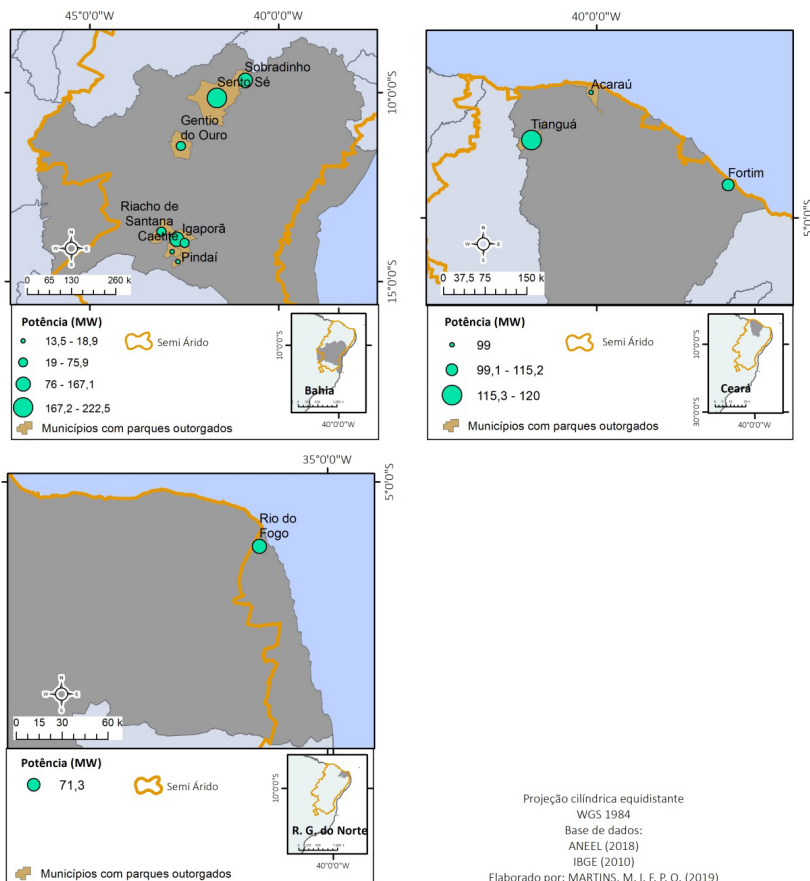 45°0'0"W 40°0'0"W
10°0'0"S
15°0'0"S
Sobradinho
Sento Sé
Gentio
do Ouro
Riacho de
Santana
Caetité Igaporã
Pindaí
N
W E
S
0 65 130 260 k
Potência (MW)
13,5 - 18,9
19 - 75,9
76 - 167,1
167,2 - 222,5
Semi Árido
Municípios com parques outorgados
10°0'0"S
Bahia
40°0'0"W
40°0'0"W
5°0'0"S
Acaraú
Tianguá
Fortim
N
W E
S
0 37,5 75 150 k
Potência (MW)
99
99,1 - 115,2
115,3 - 120
Semi Árido
Municípios com parques outorgados
10°0'0"S
30°0'0"S
Ceará
40°0'0"W
35°0'0"W
5°0'0"S
Rio do
Fogo
N
W E
S
0 15 30 60 k
Potência (MW)
71,3
Semi Árido
Municípios com parques outorgados
10°0'0"S
R. G. do Norte
40°0'0"W
Projeção cilíndrica equidistante
WGS 1984
Base de dados:
ANEEL (2018)
IBGE (2010)
Elaborado por: MARTINS, M. J. F. P. O. (2019)